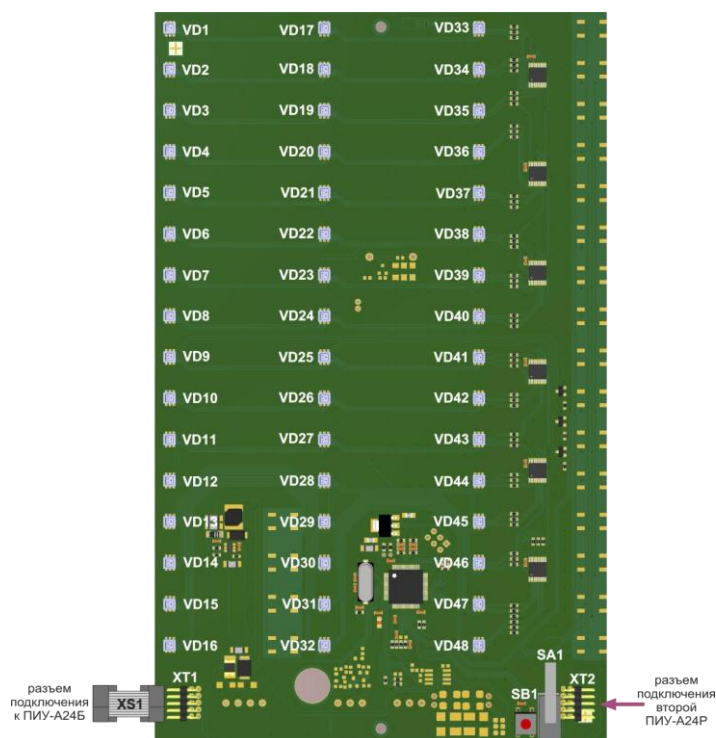 VD1 VD17 VD33
VD2 VD18 VD34
VD3 VD19 VD35
VD4 VD20 VD36
VD5 VD21 VD37
VD6 VD22 VD38
VD7 VD23 VD39
VD8 VD24 VD40
VD9 VD25 VD41
VD10 VD26 VD42
VD11 VD27 VD43
VD12 VD28 VD44
VD13 VD29 VD45
VD14 VD30 VD46
VD15 VD31 VD47
VD16 VD32 VD48
SA1
XT1 XT2
SB1
XS1
разъем
подключения
к ПИУ-А24Б
разъем
подключения
второй
ПИУ-А24Р